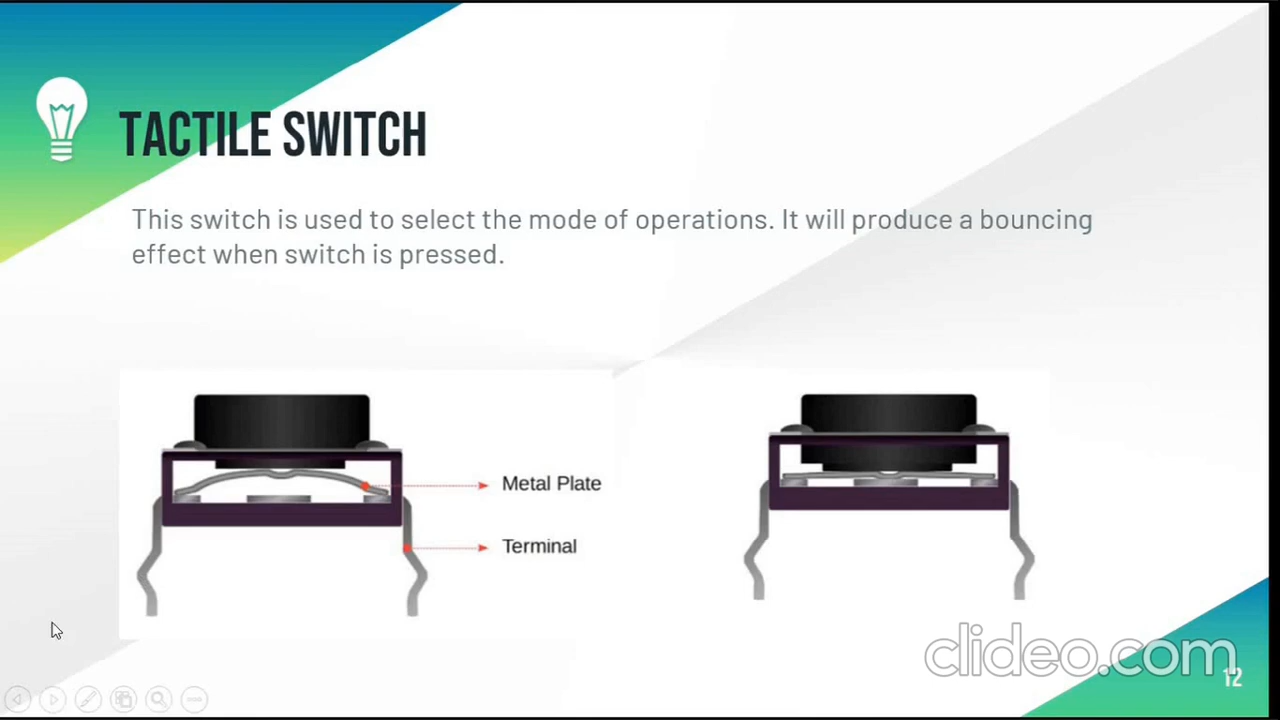 TACTILE SWITCH
This switch is used to select the mode of operations. It will produce a bouncing
effect when switch is pressed.
Metal Plate
Terminal
clideo.com
12